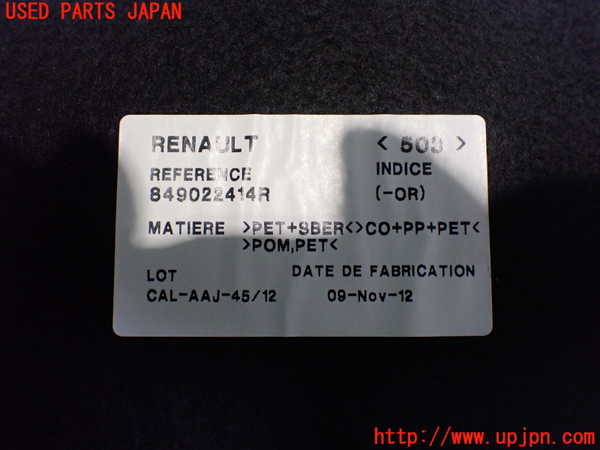 USED PARTS JAPAN
RENAULT < 503 >
REFERENCE INDICE
849022414R (-OR)
MATIERE >PET+SBER<>CO+PP+PET<
>POM,PET<
LOT DATE DE FABRICATION
CAL-AAJ-45/12 09-Nov-12
http://www.upjpn.com/